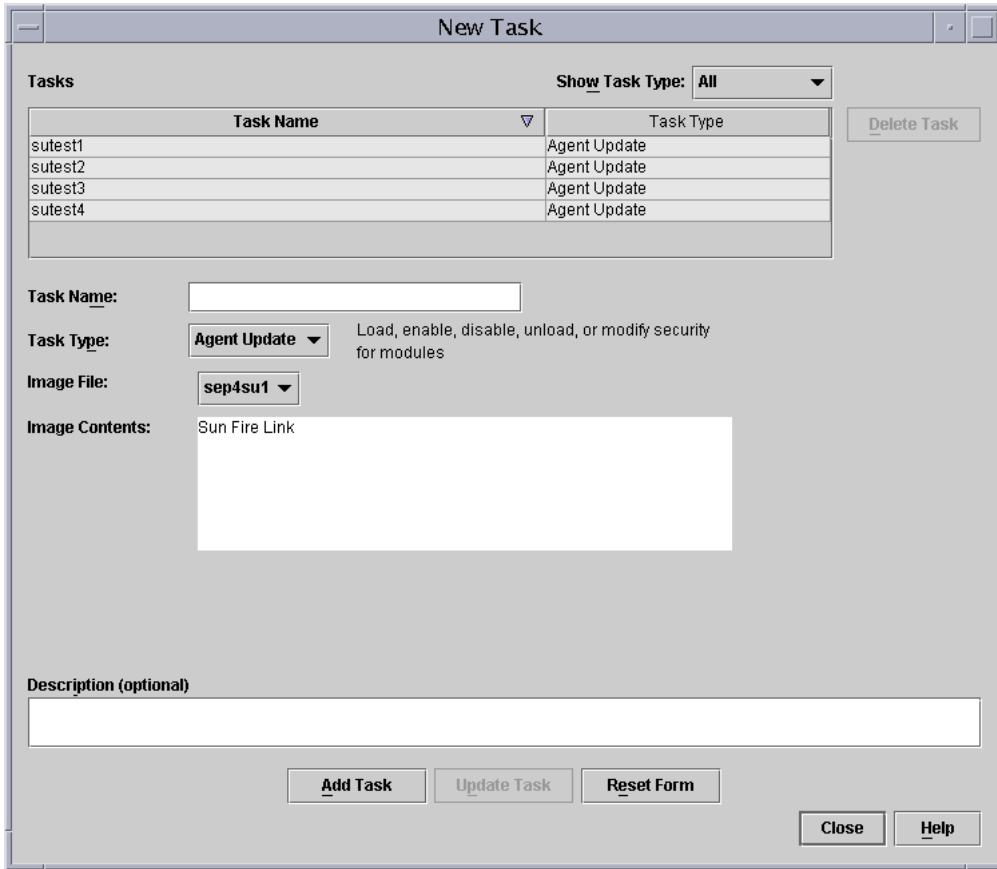 New Task
Tasks
Show Task Type: All
Task Name Task Type
Delete Task
sutest1 Agent Update
sutest2 Agent Update
sutest3 Agent Update
sutest4 Agent Update
Task Name:
Task Type: Agent Update Load, enable, disable, unload, or modify security
for modules
Image File: sep4su1
Image Contents: Sun Fire Link
Description (optional)
Add Task Update Task Reset Form
Close Help